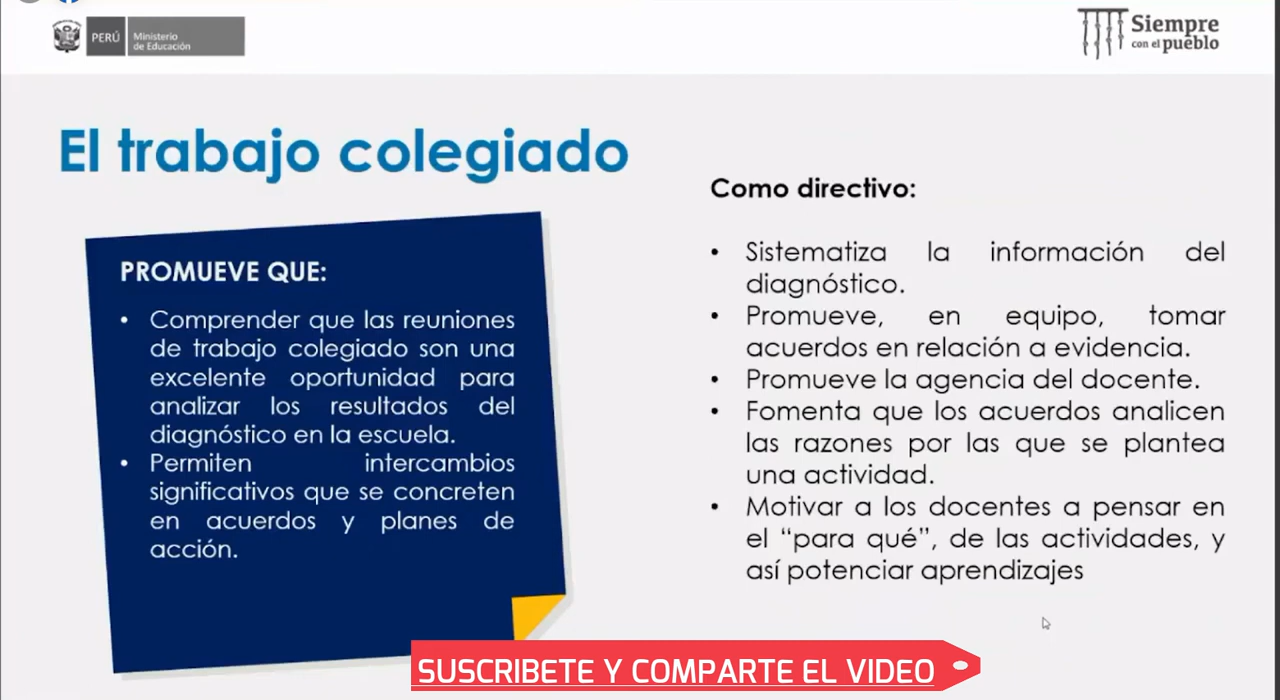 PERÚ
Ministerio
de Educación
Siempre
con el pueblo
El trabajo colegiado
PROMUEVE QUE:
• Comprender que las reuniones
de trabajo colegiado son una
excelente oportunidad para
analizar los resultados del
diagnóstico en la escuela.
• Permiten intercambios
significativos que se concreten
en acuerdos y planes de
acción.
Como directivo:
• Sistematiza la información del
diagnóstico.
• Promueve, en equipo, tomar
acuerdos en relación a evidencia.
• Promueve la agencia del docente.
• Fomenta que los acuerdos analicen
las razones por las que se plantea
una actividad.
• Motivar a los docentes a pensar en
el “para qué”, de las actividades, y
así potenciar aprendizajes
SUSCRIBETE Y COMPARTE EL VIDEO